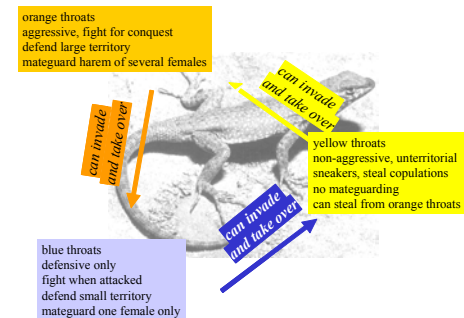 orange throats
aggressive, fight for conquest
defend large territory
mateguard harem of several females
can invade
and take over
can invade
and take over
yellow throats
non-aggressive, unterritorial
sneakers, steal copulations
no mateguarding
can steal from orange throats
can invade
and take over
blue throats
defensive only
fight when attacked
defend small territory
mateguard one female only